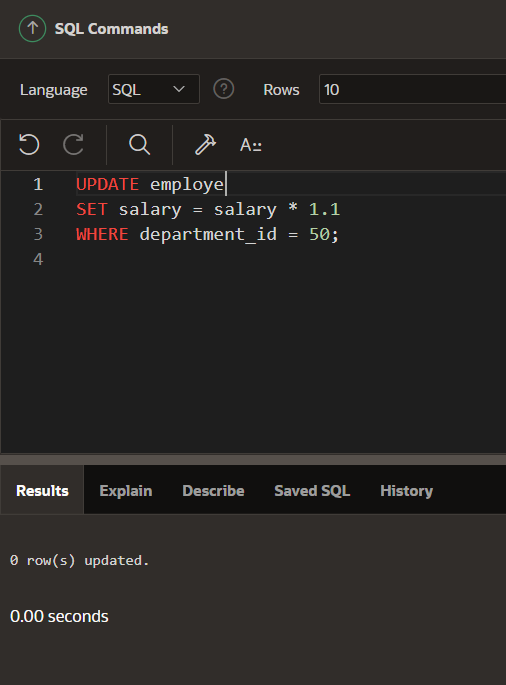 SQL Commands
Language SQL Rows 10
A
1 UPDATE employe
2 SET salary = salary * 1.1
3 WHERE department_id = 50;
4
Results Explain Describe Saved SQL History
0 row(s) updated.
0.00 seconds